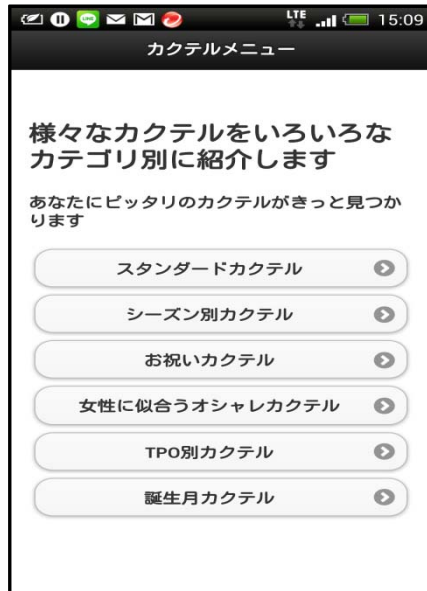 LTE 15:09
カクテルメニュー
様々なカクテルをいろいろな
カテゴリ別に紹介します
あなたにピッタリのカクテルがきっと見つか
ります
スタンダードカクテル
シーズン別カクテル
お祝いカクテル
女性に似合うオシャレカクテル
TPO別カクテル
誕生月カクテル